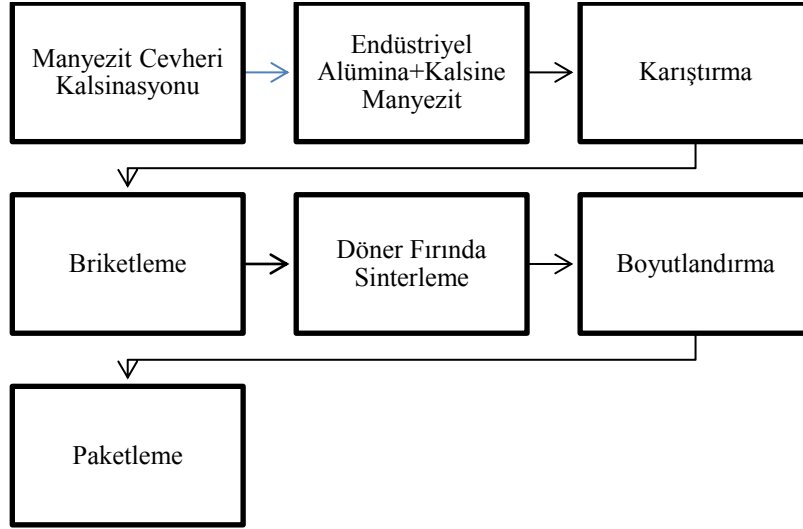 Manyezit Cevheri
Kalsinasyonu
Endüstriyel
Alümina+Kalsine
Manyezit
Karıştırma
Briketleme
Döner Fırında
Sinterleme
Boyutlandırma
Paketleme